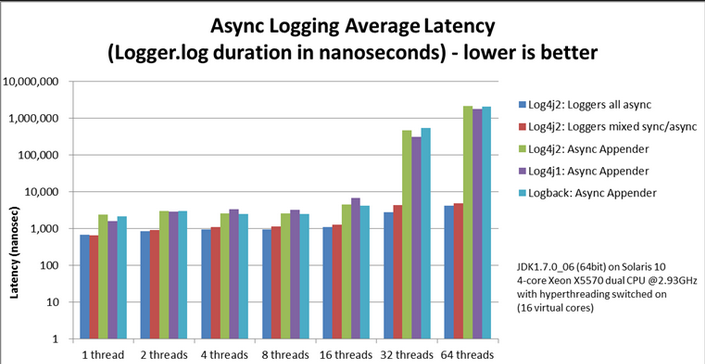 Async Logging Average Latency
(Logger.log duration in nanoseconds) - lower is better
Latency (nanosec)
10,000,000
1,000,000
100,000
10,000
1,000
100
10
1
1 thread
2 threads
4 threads
8 threads
16 threads
32 threads
64 threads
Log4j2: Loggers all async
Log4j2: Loggers mixed sync/async
Log4j2: Async Appender
Log4j1: Async Appender
Logback: Async Appender
JDK1.7.0_06 (64bit) on Solaris 10
4-core Xeon X5570 dual CPU @2.93GHz
with hyperthreading switched on
(16 virtual cores)